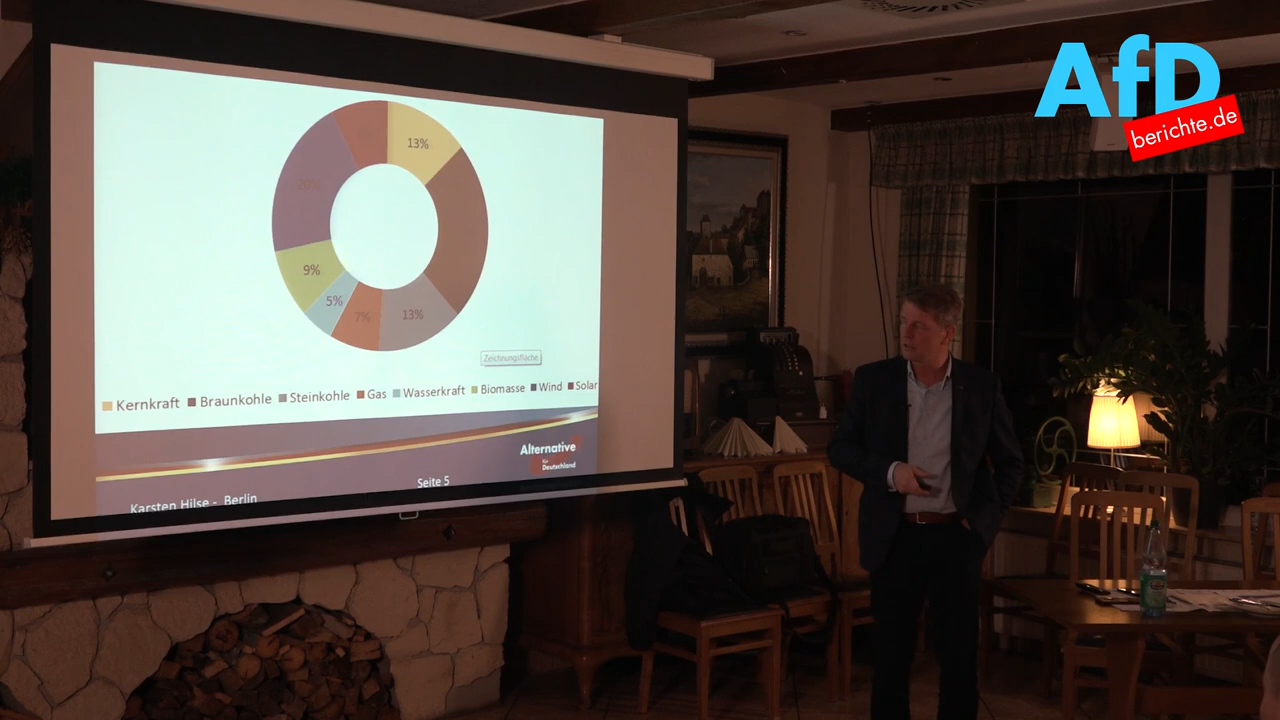 AfD
berichte.de
13%
20%
9%
5%
7%
13%
Zeichnungsfläche
Kernkraft Braunkohle Steinkohle Gas Wasserkraft Biomasse Wind Solar
Alternative
für
Deutschland
Seite 5
Karsten Hilse - Berlin